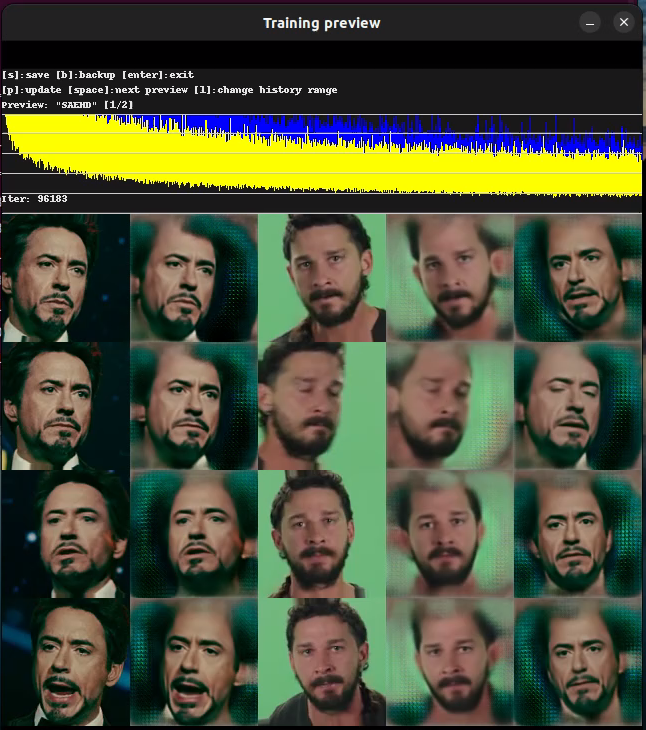 Training preview
[s]:save [b]:backup [enter]:exit
[p]:update [space]:next preview [l]:change history range
Preview: "SAEHD" [1/2]
Iter: 96183